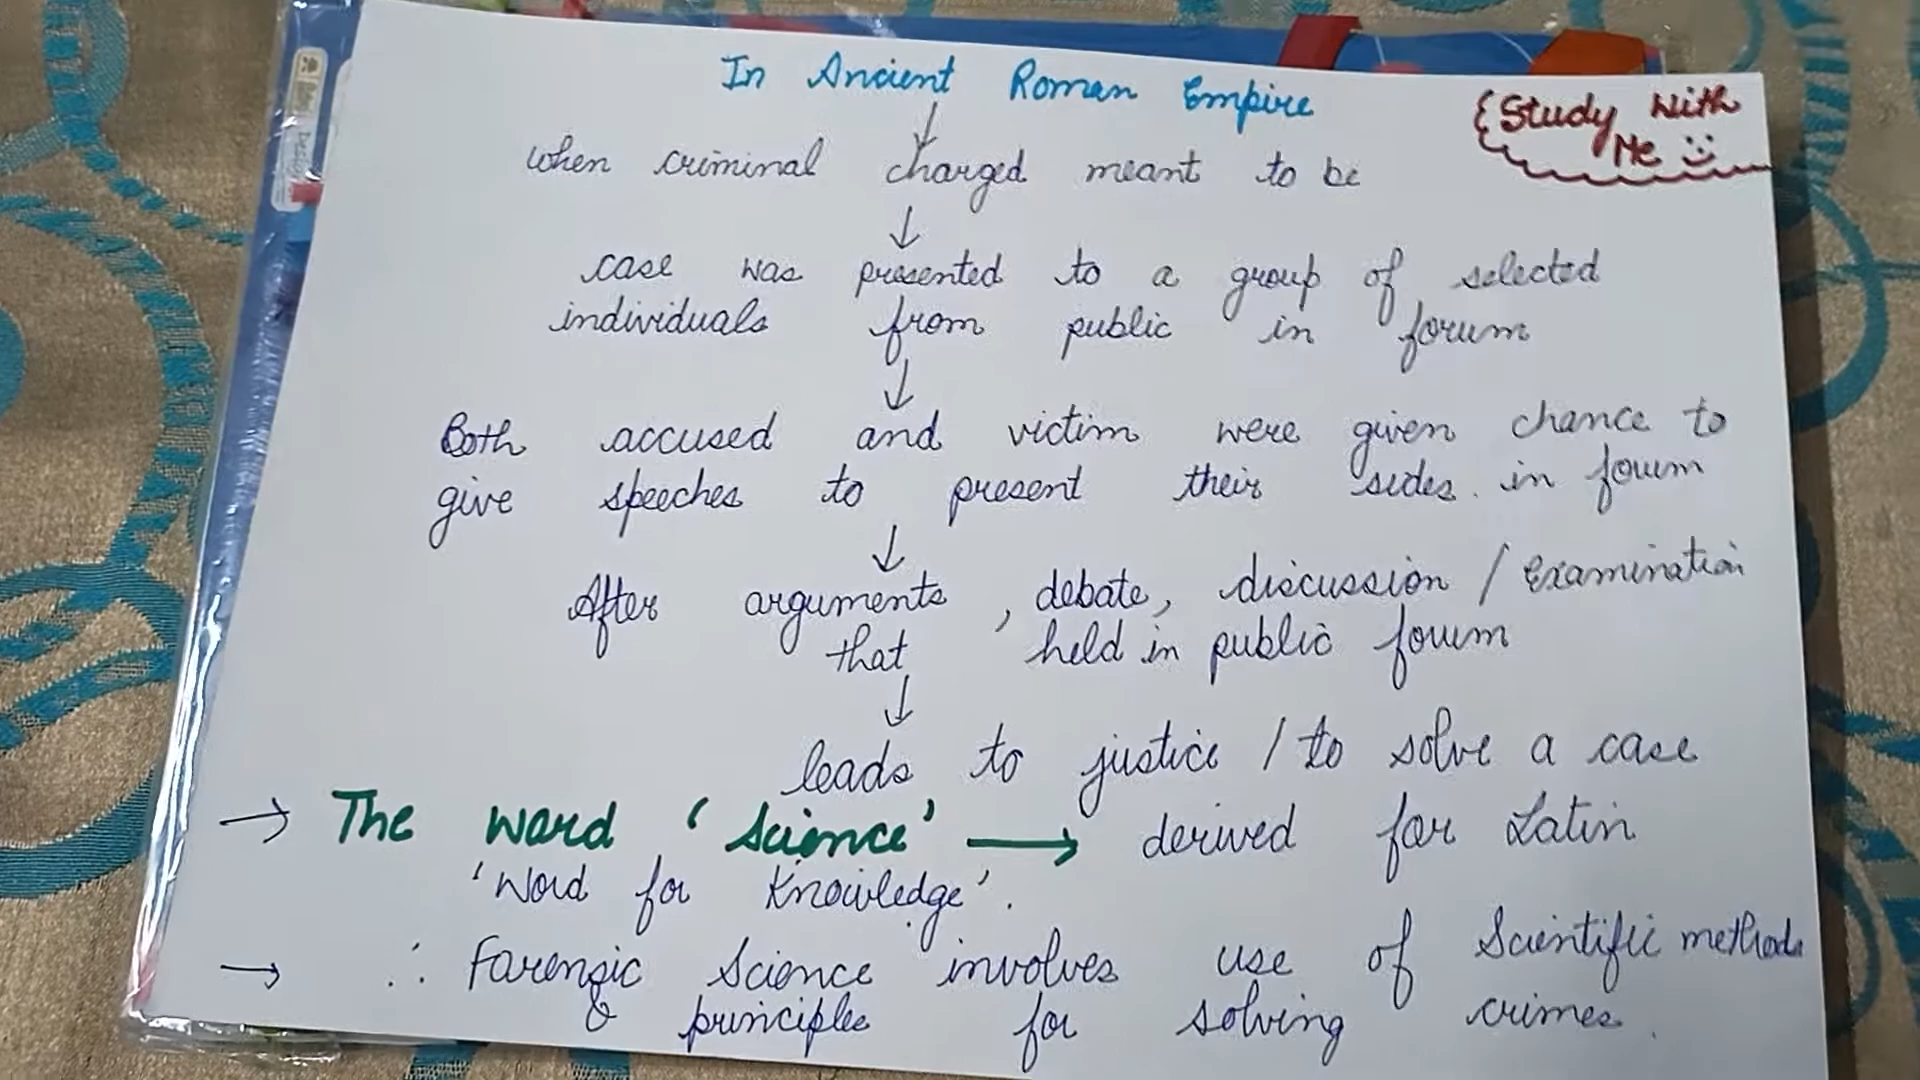 In Ancient Roman Empire
{Study With
Me
when criminal charged meant to be
case was presented to a group of selected
individuals from public in forum
Both accused and victim were given chance to
give speeches to present their sides. in forum
After arguments, debate, discussion / Examination
that held in public forum
leads to justice / to solve a case
→ The word 'Science' → derived for Latin
'Word for Knowledge'.
→ ∴ Forensic Science involves use of Scientific methods
& principles for solving crimes.